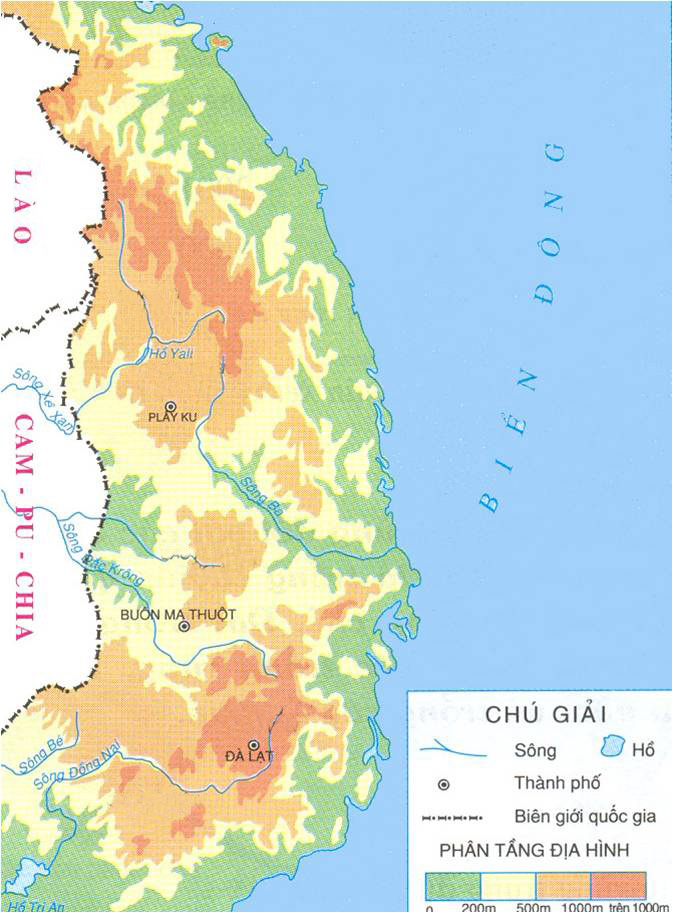 LÀO
BIỂN ĐÔNG
Hồ Yali
Sông Xê Xan
PLÂY KU
CAM - PU - CHIA
Sông Ba
Sông Đắc Krông
BUÔN MA THUỘT
ĐÀ LẠT
Sông Bé
Sông Đồng Nai
Hồ Trị An
CHÚ GIẢI
Sông
Hồ
Thành phố
Biên giới quốc gia
PHÂN TẦNG ĐỊA HÌNH
0 200m 500m 1000m trên 1000m